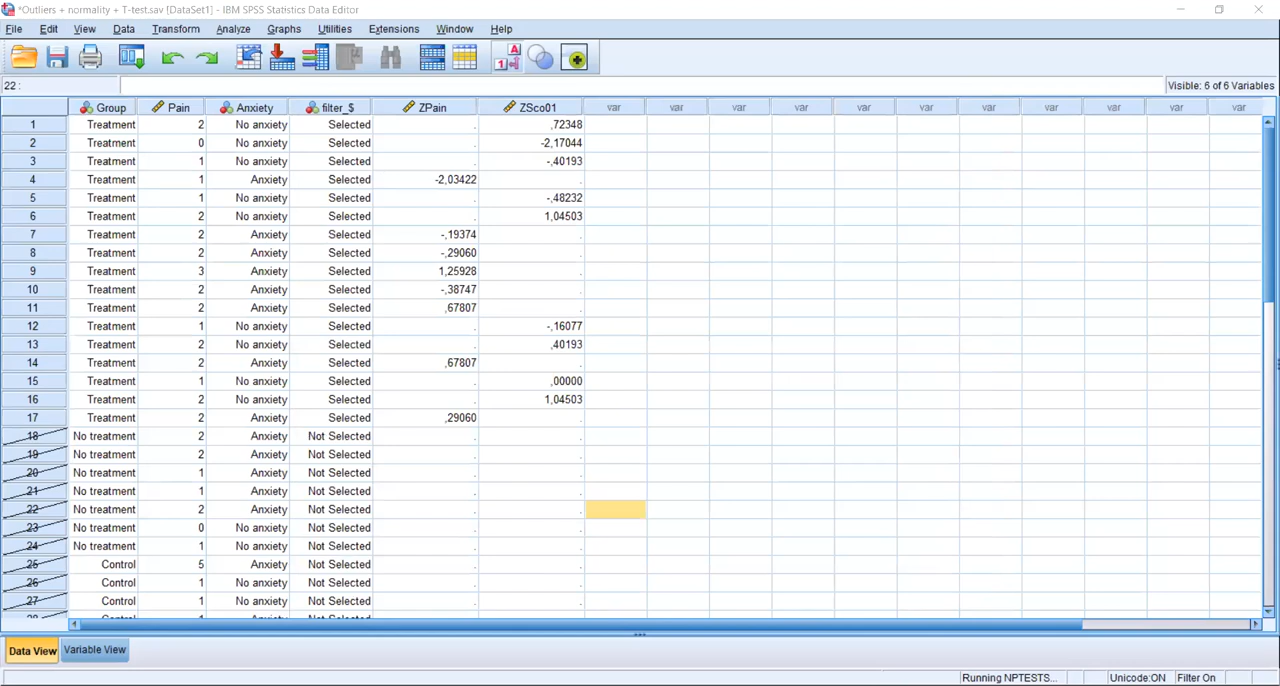 *Outliers + normality + T-test.sav [DataSet1] - IBM SPSS Statistics Data Editor
File Edit View Data Transform Analyze Graphs Utilities Extensions Window Help
22 :
Visible: 6 of 6 Variables
Group Pain Anxiety filter_$ ZPain ZSco01 var var var var var var var var var var var
1 Treatment 2 No anxiety Selected . ,72348
2 Treatment 0 No anxiety Selected . -2,17044
3 Treatment 1 No anxiety Selected . -,40193
4 Treatment 1 Anxiety Selected -2,03422 .
5 Treatment 1 No anxiety Selected . -,48232
6 Treatment 2 No anxiety Selected . 1,04503
7 Treatment 2 Anxiety Selected -,19374 .
8 Treatment 2 Anxiety Selected -,29060 .
9 Treatment 3 Anxiety Selected 1,25928 .
10 Treatment 2 Anxiety Selected -,38747 .
11 Treatment 2 Anxiety Selected ,67807 .
12 Treatment 1 No anxiety Selected . -,16077
13 Treatment 2 No anxiety Selected . ,40193
14 Treatment 2 Anxiety Selected ,67807 .
15 Treatment 1 No anxiety Selected . ,00000
16 Treatment 2 No anxiety Selected . 1,04503
17 Treatment 2 Anxiety Selected ,29060 .
18 No treatment 2 Anxiety Not Selected . .
19 No treatment 2 Anxiety Not Selected . .
20 No treatment 1 Anxiety Not Selected . .
21 No treatment 1 Anxiety Not Selected . .
22 No treatment 2 Anxiety Not Selected . .
23 No treatment 0 No anxiety Not Selected . .
24 No treatment 1 No anxiety Not Selected . .
25 Control 5 Anxiety Not Selected . .
26 Control 1 No anxiety Not Selected . .
27 Control 1 No anxiety Not Selected . .
Data View Variable View
Running NPTESTS... Unicode:ON Filter On